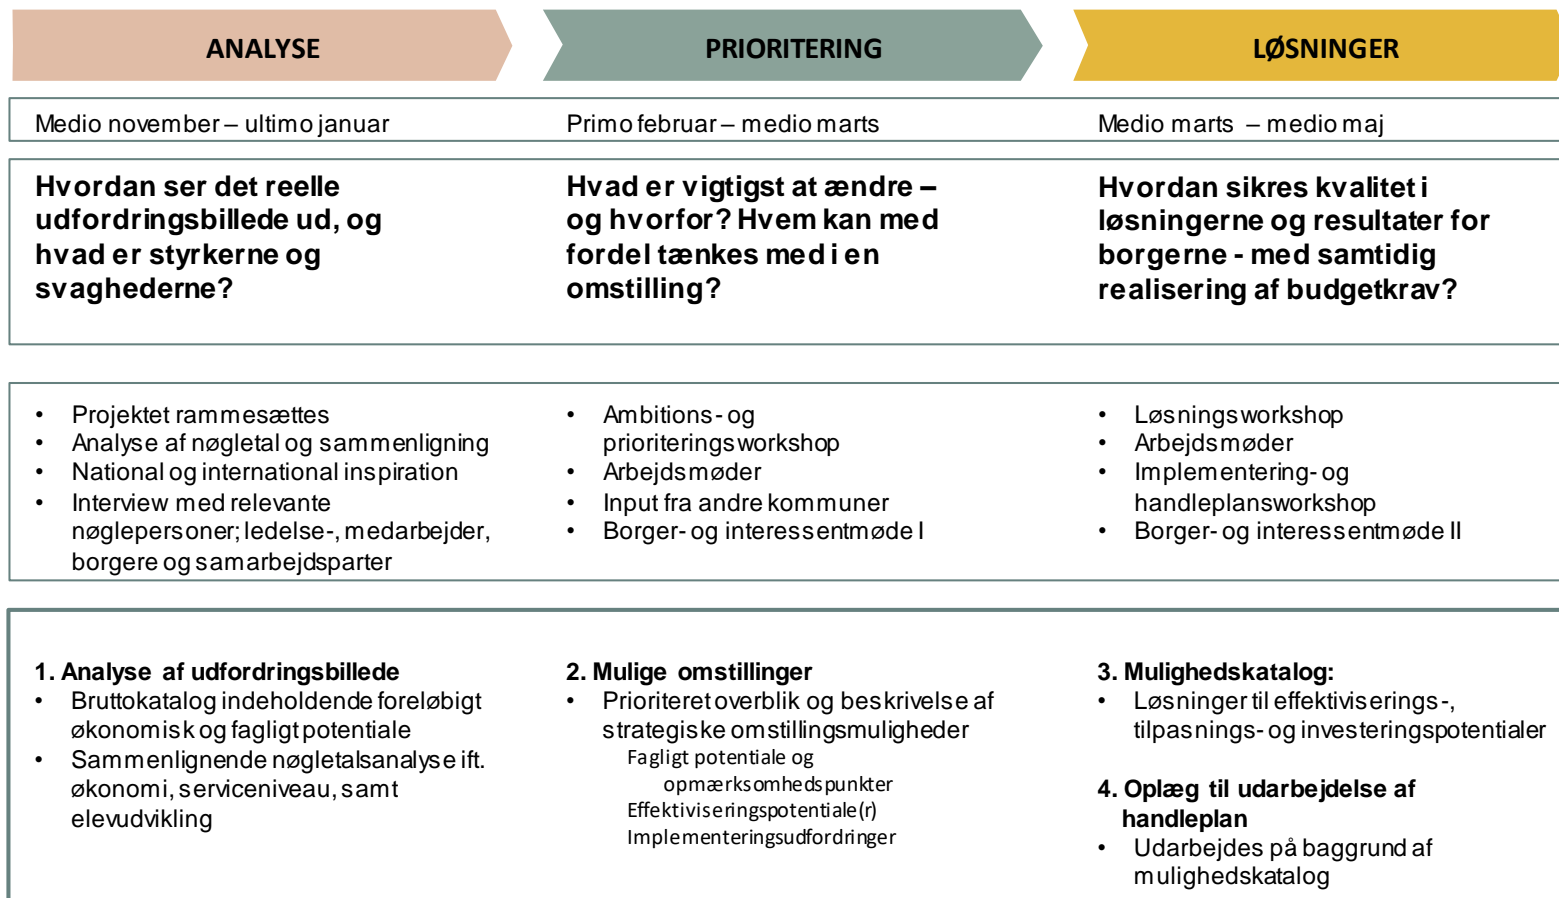 ANALYSE
PRIORITERING
LØSNINGER
Medio november – ultimo januar
Primo februar – medio marts
Medio marts – medio maj
Hvordan ser det reelle
udfordringsbillede ud, og
hvad er styrkerne og
svaghederne?
Hvad er vigtigst at ændre –
og hvorfor? Hvem kan med
fordel tænkes med i en
omstilling?
Hvordan sikres kvalitet i
løsningerne og resultater for
borgerne - med samtidig
realisering af budgetkrav?
• Projektet rammesættes
• Analyse af nøgletal og sammenligning
• National og international inspiration
• Interview med relevante
nøglepersoner; ledelse-, medarbejder,
borgere og samarbejdsparter
• Ambitions- og
prioriteringsworkshop
• Arbejdsmøder
• Input fra andre kommuner
• Borger- og interessentmøde I
• Løsningsworkshop
• Arbejdsmøder
• Implementering- og
handleplansworkshop
• Borger- og interessentmøde II
1. Analyse af udfordringsbillede
• Bruttokatalog indeholdende foreløbigt
økonomisk og fagligt potentiale
• Sammenlignende nøgletalsanalyse ift.
økonomi, serviceniveau, samt
elevudvikling
2. Mulige omstillinger
• Prioriteret overblik og beskrivelse af
strategiske omstillingsmuligheder
Fagligt potentiale og
opmærksomhedspunkter
Effektiviseringspotentiale(r)
Implementeringsudfordringer
3. Mulighedskatalog:
• Løsninger til effektiviserings-,
tilpasnings- og investeringspotentialer
4. Oplæg til udarbejdelse af
handleplan
• Udarbejdes på baggrund af
mulighedskatalog